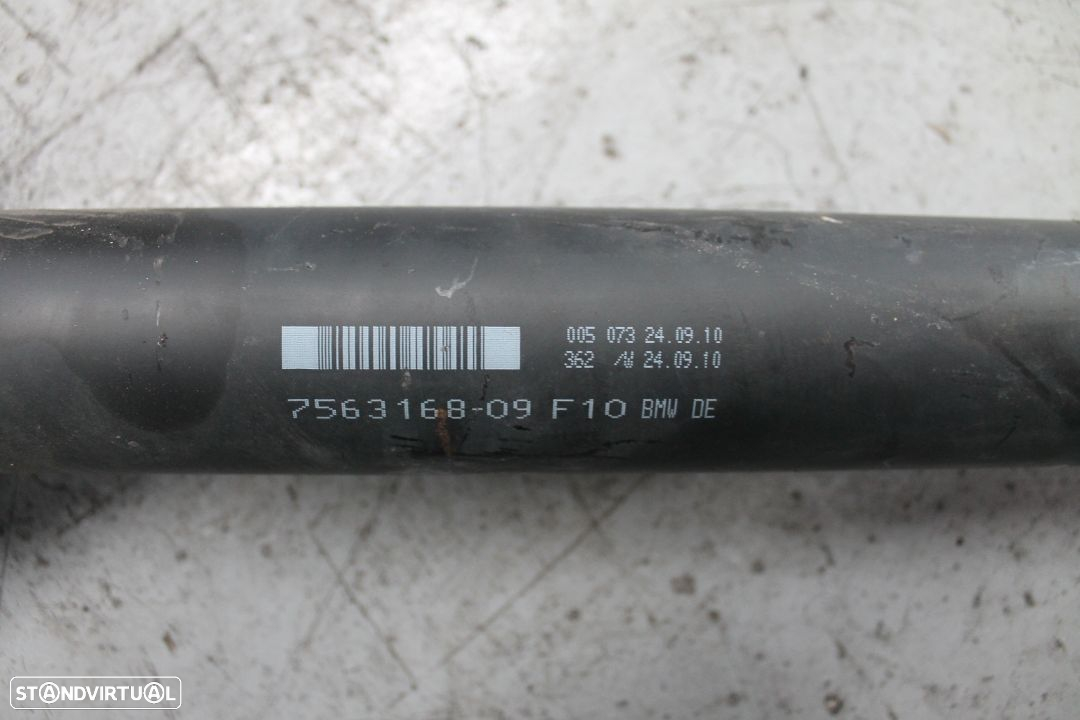 005 073 24.09.10
362 /W 24.09.10
7563168-09 F10 BMW DE
STANDVIRTUAL